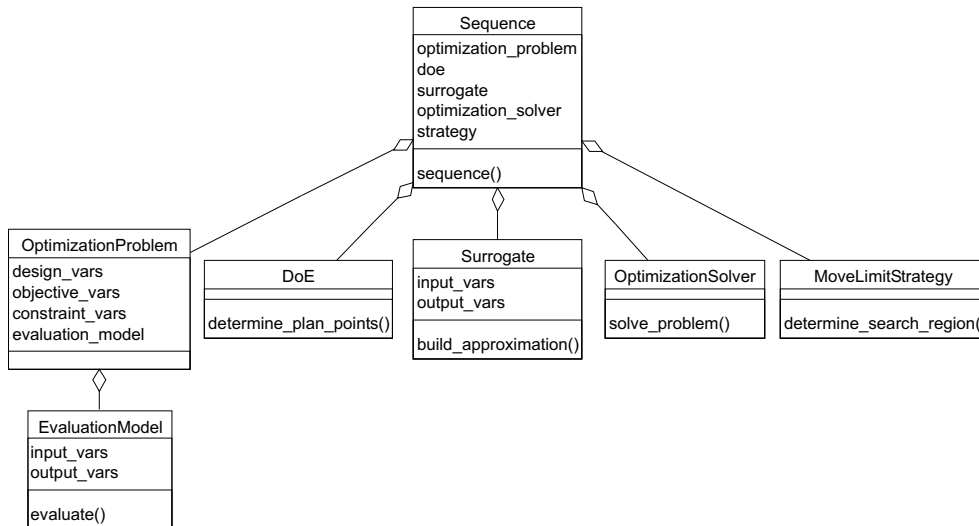 Sequence
optimization_problem
doe
surrogate
optimization_solver
strategy
sequence()
OptimizationProblem
design_vars
objective_vars
constraint_vars
evaluation_model
DoE
determine_plan_points()
Surrogate
input_vars
output_vars
build_approximation()
OptimizationSolver
solve_problem()
MoveLimitStrategy
determine_search_region()
EvaluationModel
input_vars
output_vars
evaluate()